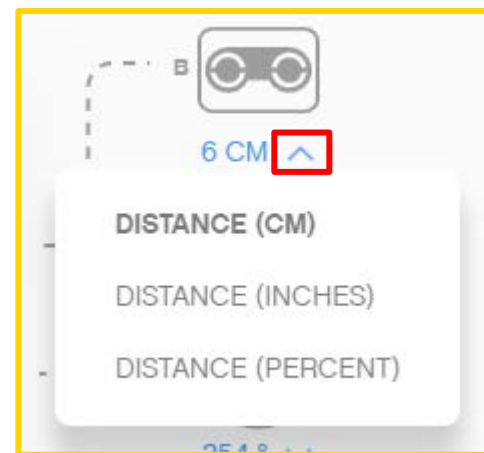 B
6 CM
DISTANCE (CM)
DISTANCE (INCHES)
DISTANCE (PERCENT)